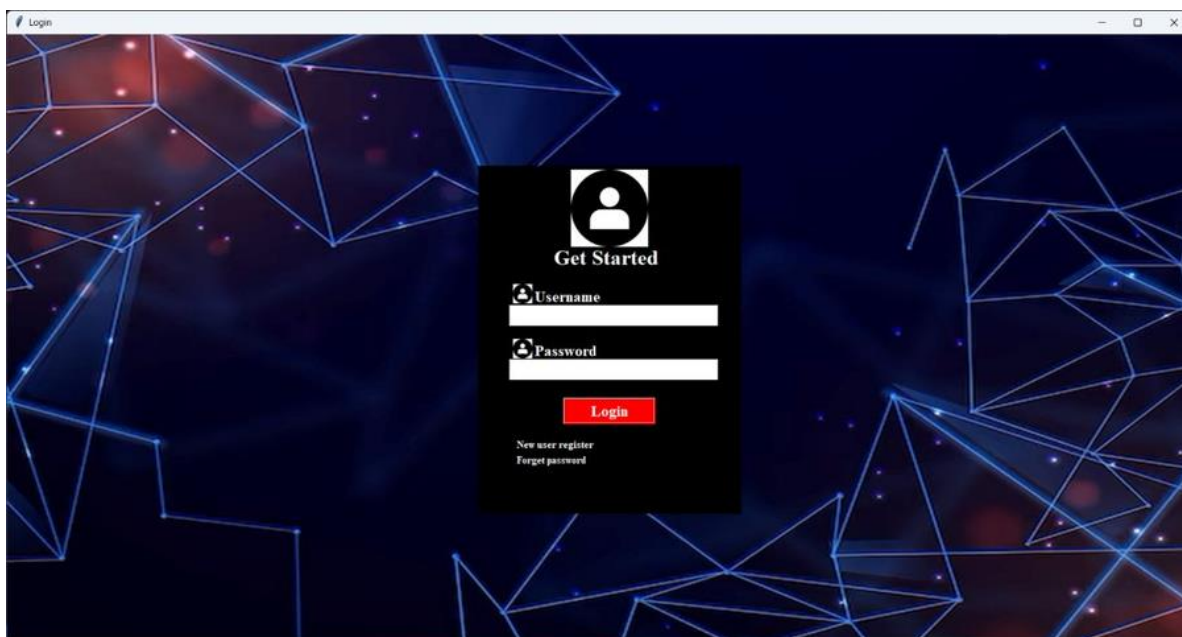 Login
Get Started
Username
Password
Login
New user register
Forget password